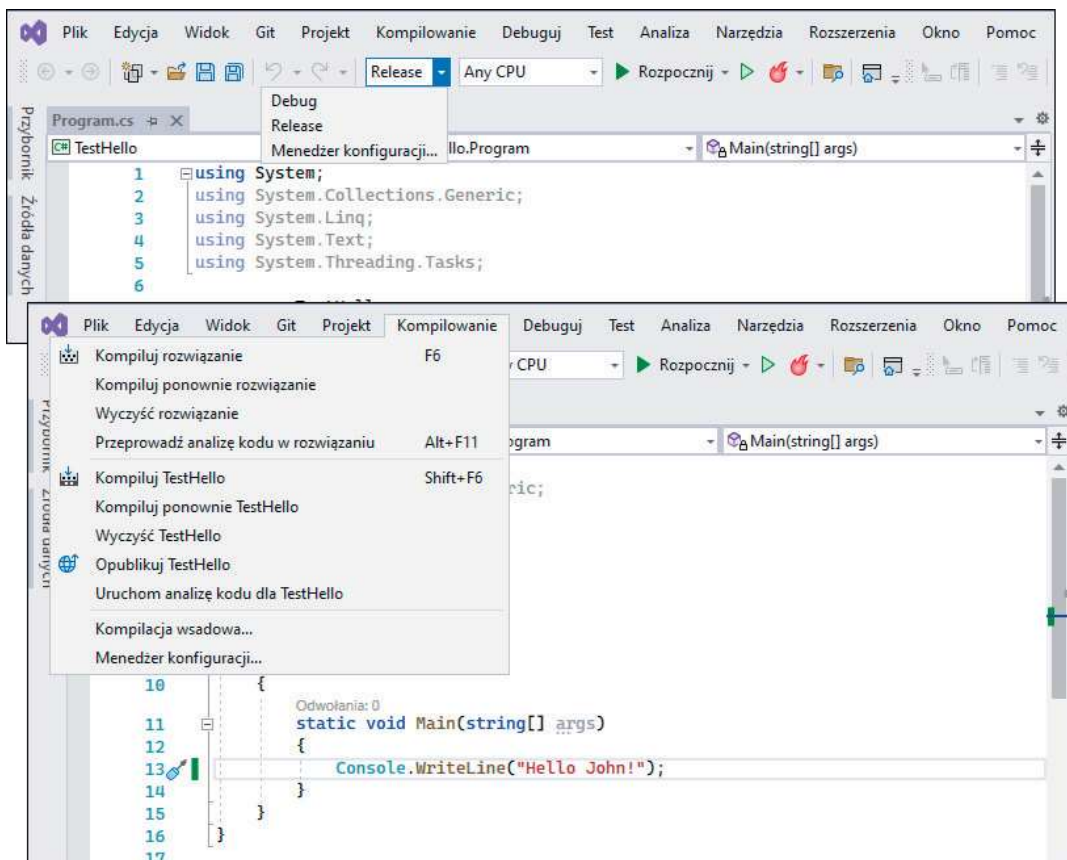 Plik Edycja Widok Git Projekt Kompilowanie Debuguj Test Analiza Narzędzia Rozszerzenia Okno Pomoc
Release Any CPU Rozpocznij
Debug
Release
Menedżer konfiguracji...
Przybornik
Źródła danych
Program.cs
C# TestHello llo.Program Main(string[] args)
1 using System;
2 using System.Collections.Generic;
3 using System.Linq;
4 using System.Text;
5 using System.Threading.Tasks;
6
Plik Edycja Widok Git Projekt Kompilowanie Debuguj Test Analiza Narzędzia Rozszerzenia Okno Pomoc
CPU Rozpocznij
Kompiluj rozwiązanie F6
Kompiluj ponownie rozwiązanie
Wyczyść rozwiązanie
Przeprowadź analizę kodu w rozwiązaniu Alt+F11
Kompiluj TestHello Shift+F6
Kompiluj ponownie TestHello
Wyczyść TestHello
Opublikuj TestHello
Uruchom analizę kodu dla TestHello
Kompilacja wsadowa...
Menedżer konfiguracji...
ogram Main(string[] args)
ric;
10 {
Odwołania: 0
11 static void Main(string[] args)
12 {
13 Console.WriteLine("Hello John!");
14 }
15 }
16 }
17